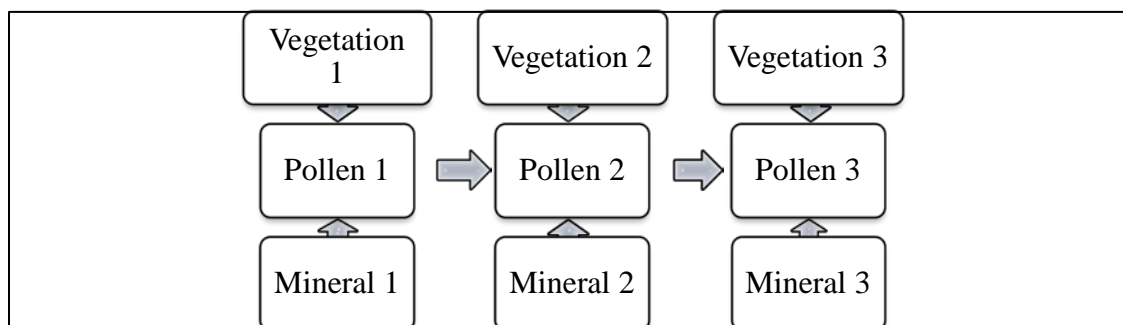 Vegetation
1
Vegetation 2
Vegetation 3
Pollen 1
Pollen 2
Pollen 3
Mineral 1
Mineral 2
Mineral 3